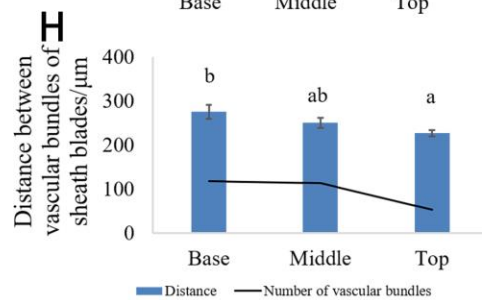 Base Middle Top
H
Distance between
vascular bundles of
sheath blades/μm
400
300
200
100
0
b ab a
Base Middle Top
Distance Number of vascular bundles